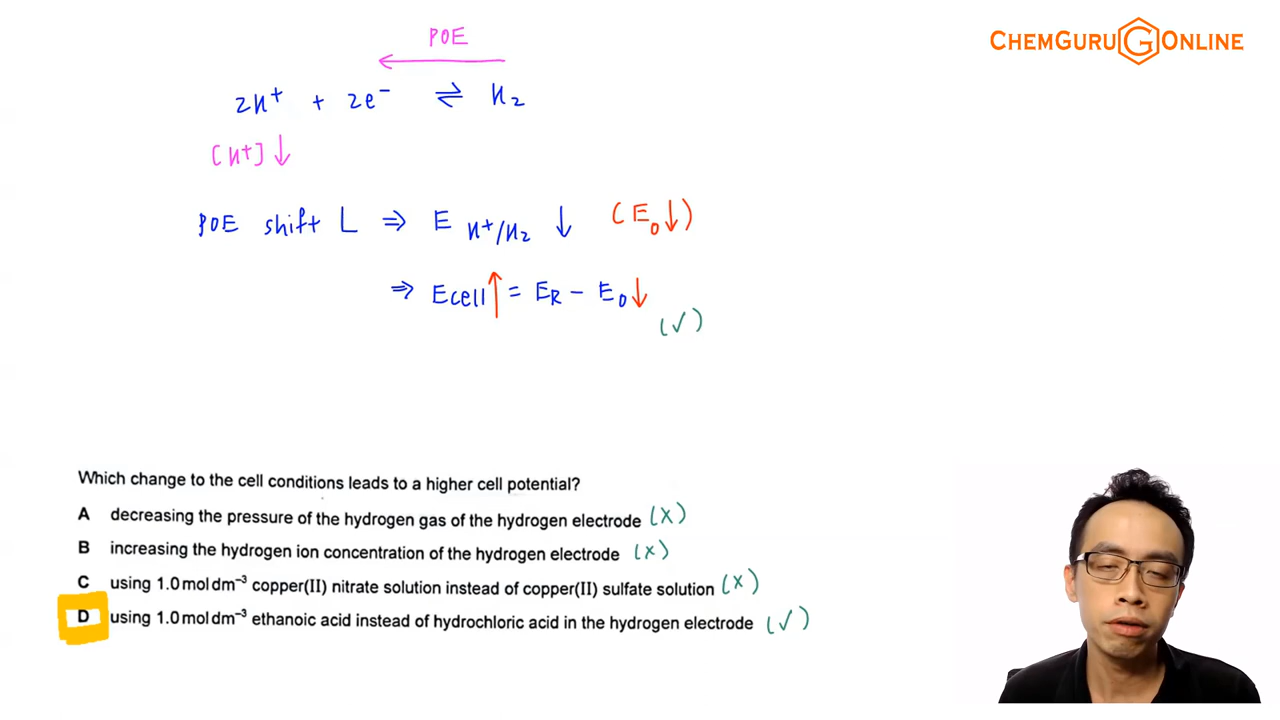 CHEMGURU G ONLINE
POE
2H⁺ + 2e⁻ ⇌ H₂
[H⁺] ↓
POE shift L ⇒ E H⁺/H₂ ↓ (E₀↓)
⇒ Ecell↑ = E_R − E₀↓
(✓)
Which change to the cell conditions leads to a higher cell potential?
A decreasing the pressure of the hydrogen gas of the hydrogen electrode (x)
B increasing the hydrogen ion concentration of the hydrogen electrode (x)
C using 1.0 mol dm⁻³ copper(II) nitrate solution instead of copper(II) sulfate solution (x)
D using 1.0 mol dm⁻³ ethanoic acid instead of hydrochloric acid in the hydrogen electrode (✓)